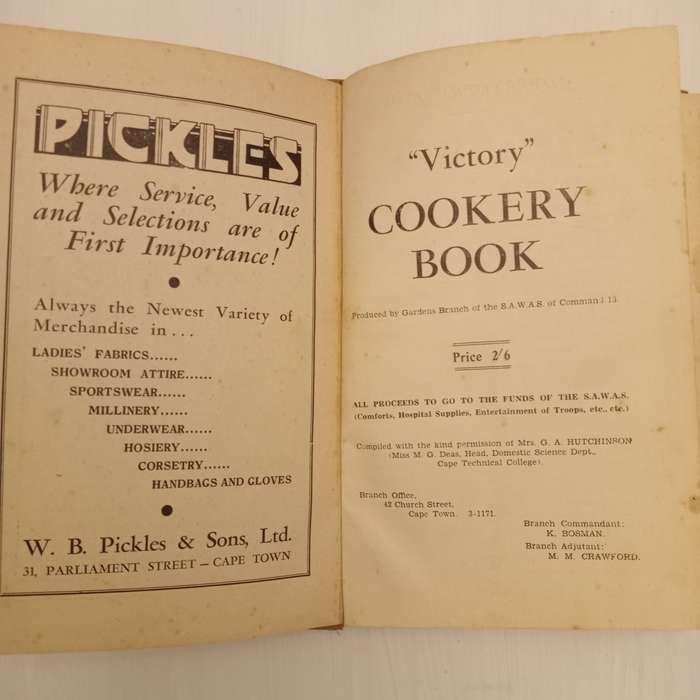 PICKLES
Where Service, Value
and Selections are of
First Importance!
Always the Newest Variety of
Merchandise in ...
LADIES' FABRICS......
SHOWROOM ATTIRE......
SPORTSWEAR......
MILLINERY......
UNDERWEAR......
HOSIERY......
CORSETRY......
HANDBAGS AND GLOVES
W. B. Pickles & Sons, Ltd.
31, PARLIAMENT STREET — CAPE TOWN
"Victory"
COOKERY
BOOK
Produced by Gardens Branch of the S.A.W.A.S. of Command 13.
Price 2/6
ALL PROCEEDS TO GO TO THE FUNDS OF THE S.A.W.A.S.
(Comforts, Hospital Supplies, Entertainment of Troops, etc., etc.)
Compiled with the kind permission of Mrs. G. A. HUTCHINSON
(Miss M. G. Deas, Head, Domestic Science Dept.,
Cape Technical College).
Branch Office,
42 Church Street,
Cape Town. 3-1171.
Branch Commandant:
K. BOSMAN.
Branch Adjutant:
M. M. CRAWFORD.